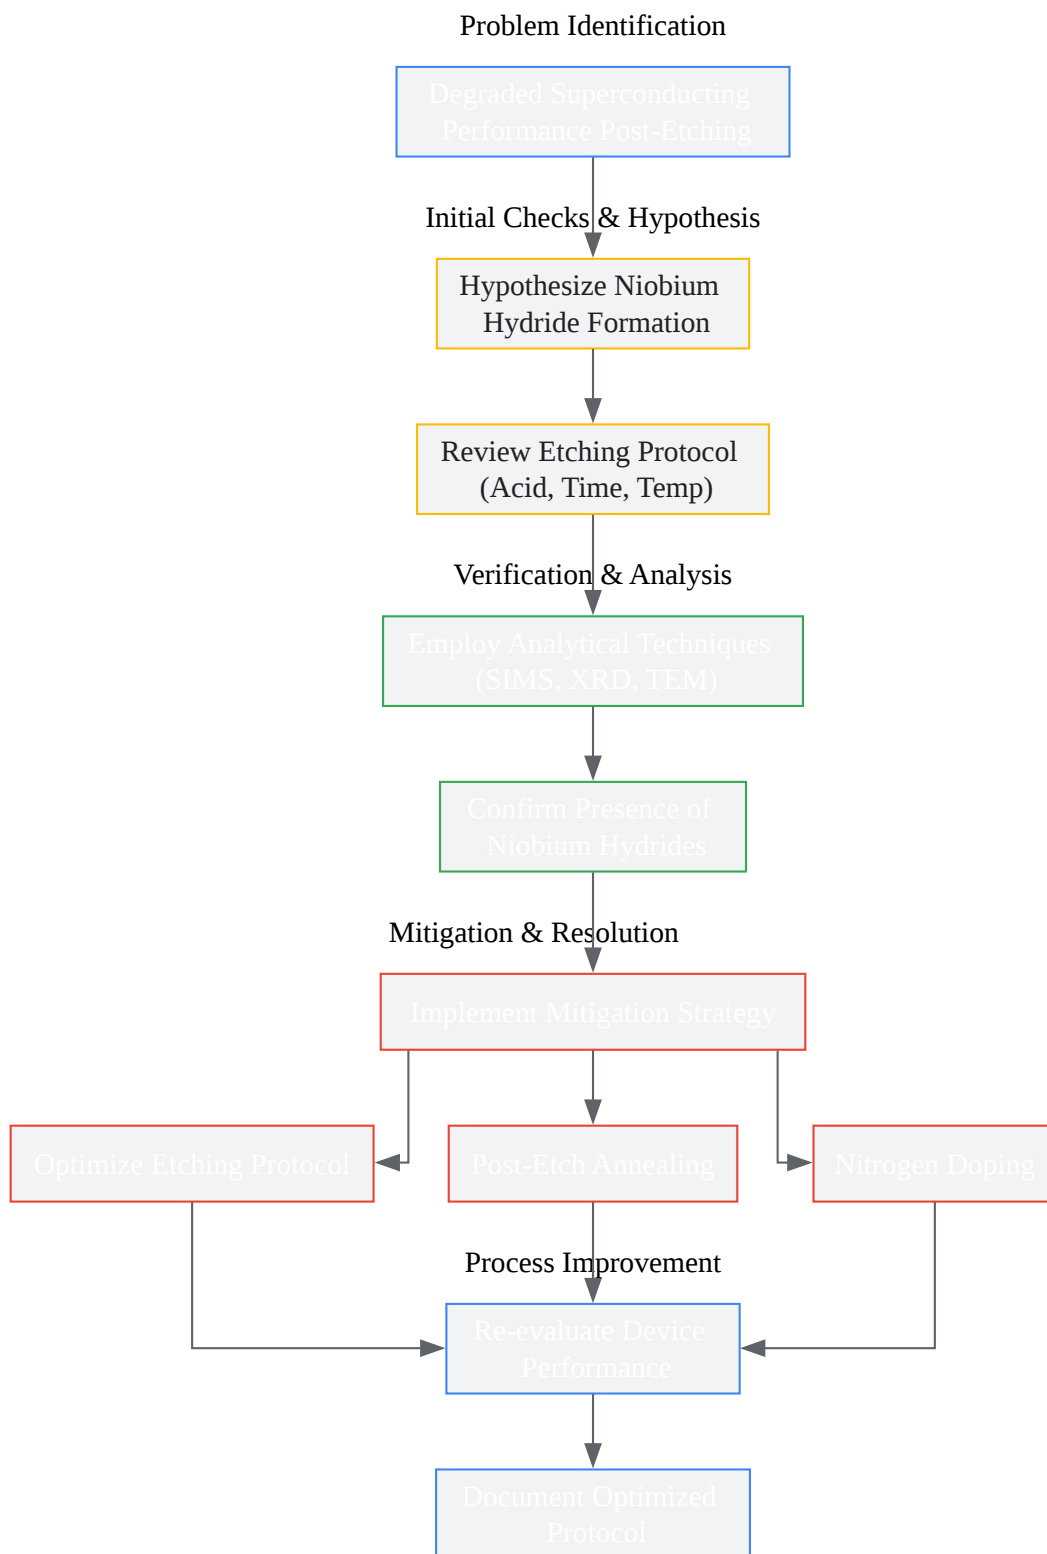 Problem Identification
Degraded Superconducting
Performance Post-Etching
Initial Checks & Hypothesis
Hypothesize Niobium
Hydride Formation
Review Etching Protocol
(Acid, Time, Temp)
Verification & Analysis
Employ Analytical Techniques
(SIMS, XRD, TEM)
Confirm Presence of
Niobium Hydrides
Mitigation & Resolution
Implement Mitigation Strategy
Optimize Etching Protocol
Post-Etch Annealing
Nitrogen Doping
Process Improvement
Re-evaluate Device
Performance
Document Optimized
Protocol